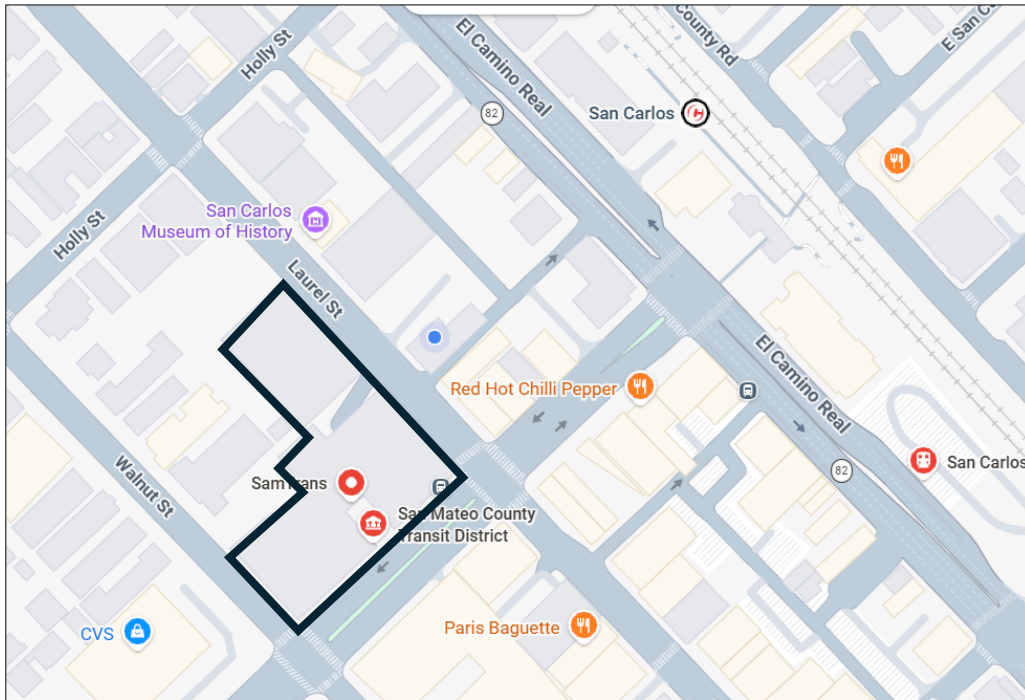 Holly St
El Camino Real
County Rd
E San C
82
San Carlos
San Carlos
Museum of History
Holly St
Laurel St
El Camino Real
Red Hot Chilli Pepper
82
San Carlos
Walnut St
San Mateo County
Transit District
CVS
Paris Baguette